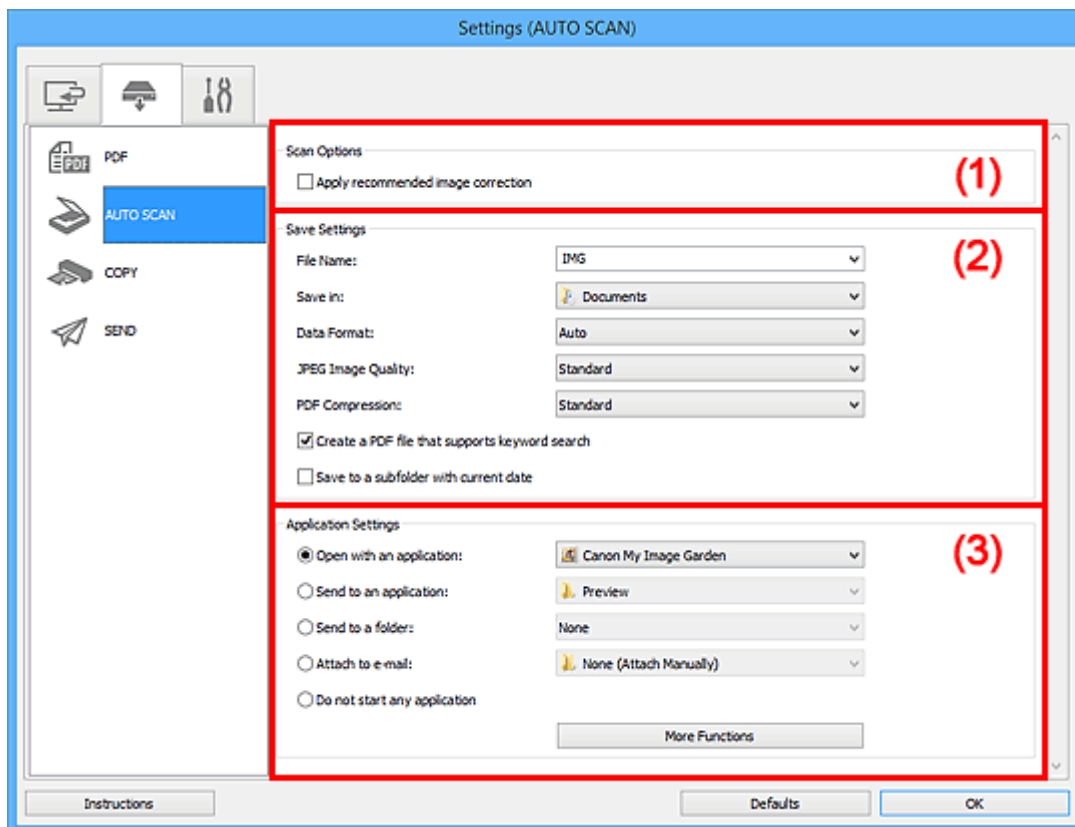 Settings (AUTO SCAN)
PDF
PDF
AUTO SCAN
COPY
SEND
Scan Options
Apply recommended image correction
(1)
Save Settings
(2)
File Name: IMG
Save in: Documents
Data Format: Auto
JPEG Image Quality: Standard
PDF Compression: Standard
Create a PDF file that supports keyword search
Save to a subfolder with current date
Application Settings
(3)
Open with an application: Canon My Image Garden
Send to an application: Preview
Send to a folder: None
Attach to e-mail: None (Attach Manually)
Do not start any application
More Functions
Instructions Defaults OK